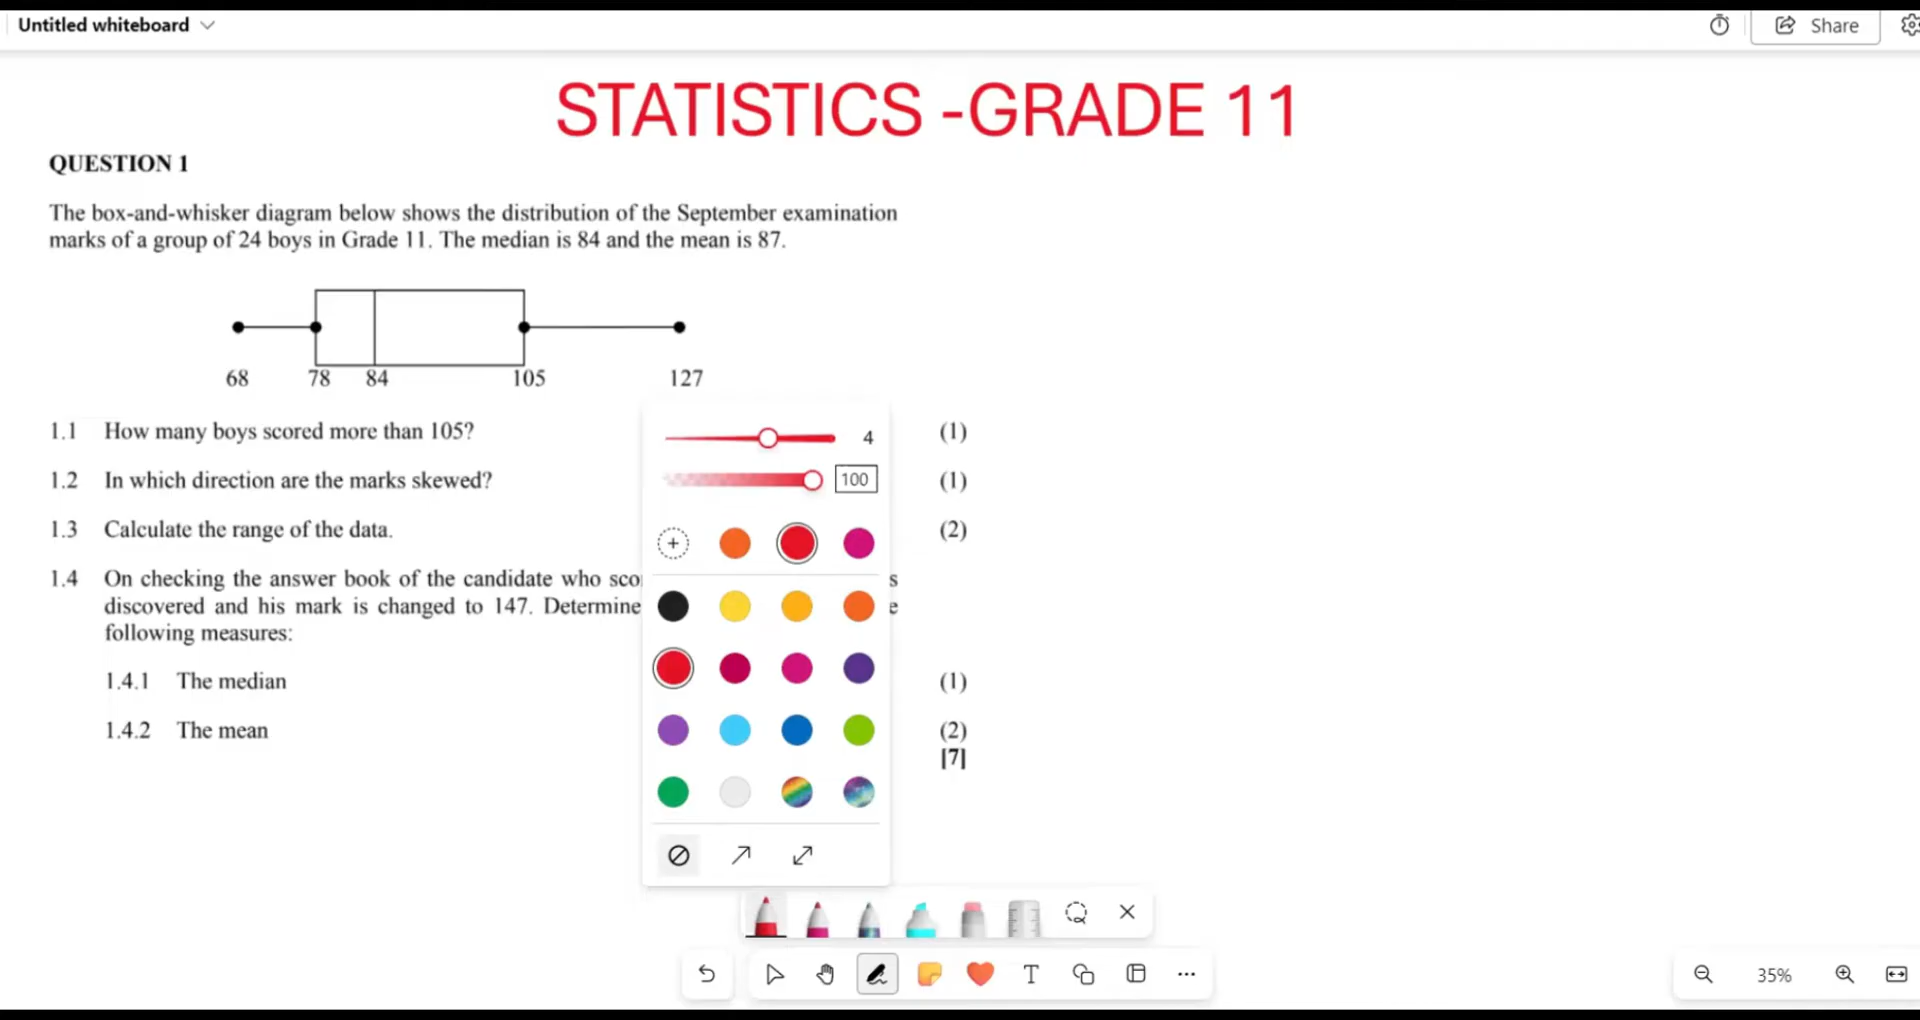 Untitled whiteboard
Share
STATISTICS -GRADE 11
QUESTION 1
The box-and-whisker diagram below shows the distribution of the September examination
marks of a group of 24 boys in Grade 11. The median is 84 and the mean is 87.
68 78 84 105 127
1.1 How many boys scored more than 105? (1)
1.2 In which direction are the marks skewed? (1)
1.3 Calculate the range of the data. (2)
1.4 On checking the answer book of the candidate who
discovered and his mark is changed to 147. Determine
following measures:
1.4.1 The median (1)
1.4.2 The mean (2)
[7]
4
100
35%